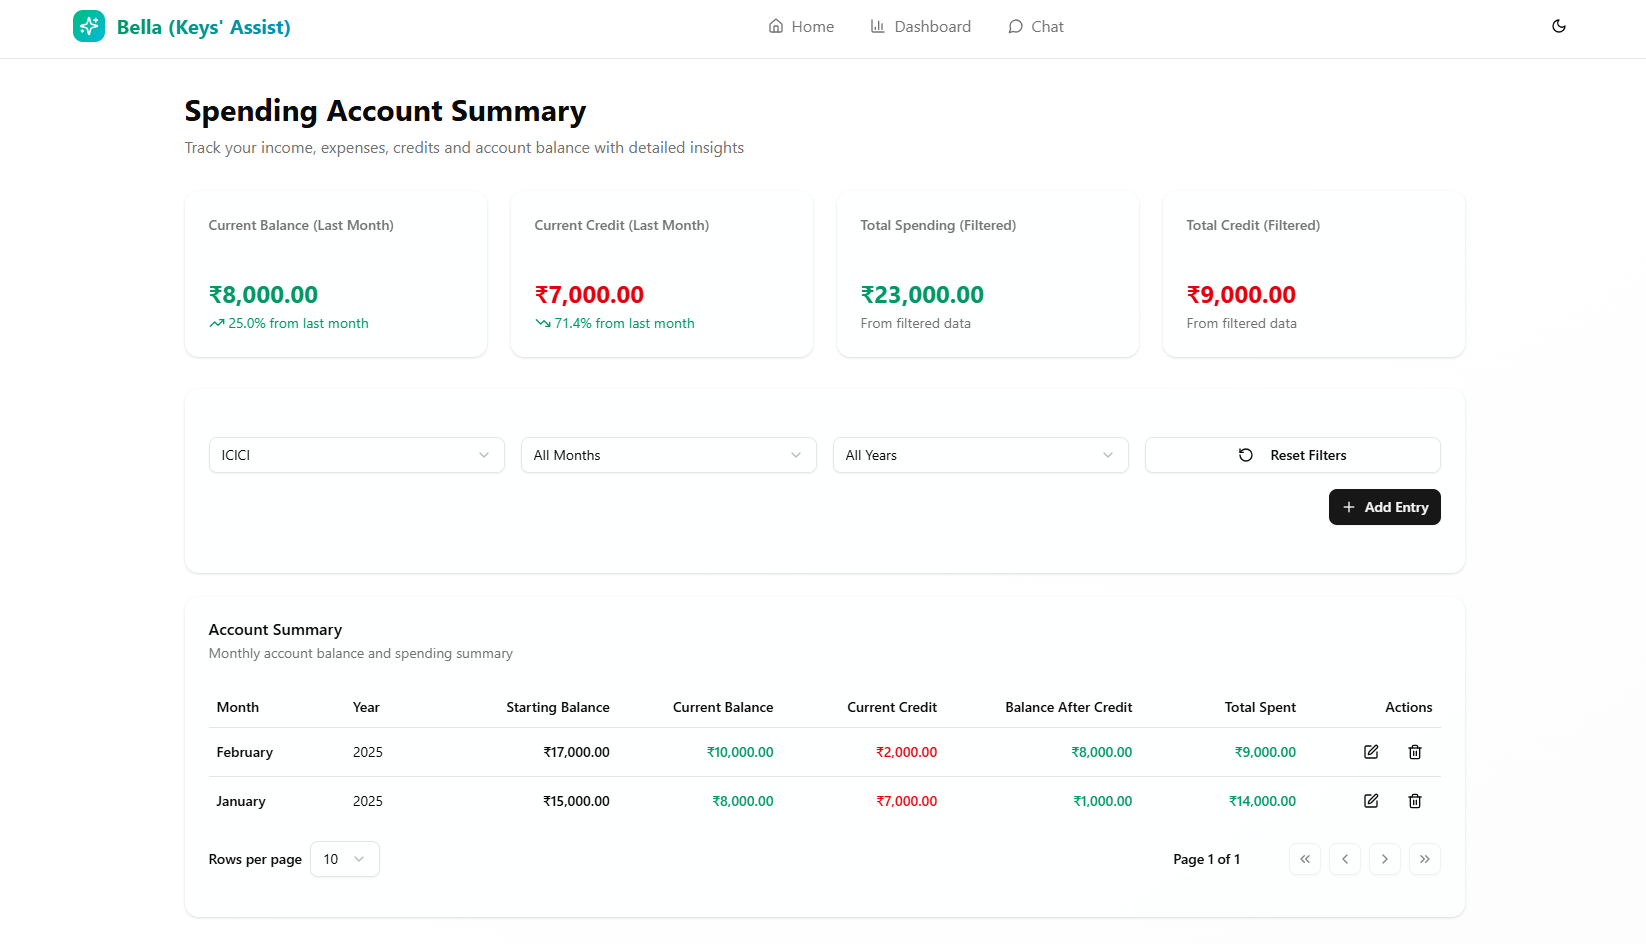 Bella (Keys' Assist)
Home
Dashboard
Chat
Spending Account Summary
Track your income, expenses, credits and account balance with detailed insights
Current Balance (Last Month)
₹8,000.00
25.0% from last month
Current Credit (Last Month)
₹7,000.00
71.4% from last month
Total Spending (Filtered)
₹23,000.00
From filtered data
Total Credit (Filtered)
₹9,000.00
From filtered data
ICICI
All Months
All Years
Reset Filters
Add Entry
Account Summary
Monthly account balance and spending summary
Month Year Starting Balance Current Balance Current Credit Balance After Credit Total Spent Actions
February 2025 ₹17,000.00 ₹10,000.00 ₹2,000.00 ₹8,000.00 ₹9,000.00
January 2025 ₹15,000.00 ₹8,000.00 ₹7,000.00 ₹1,000.00 ₹14,000.00
Rows per page 10 Page 1 of 1